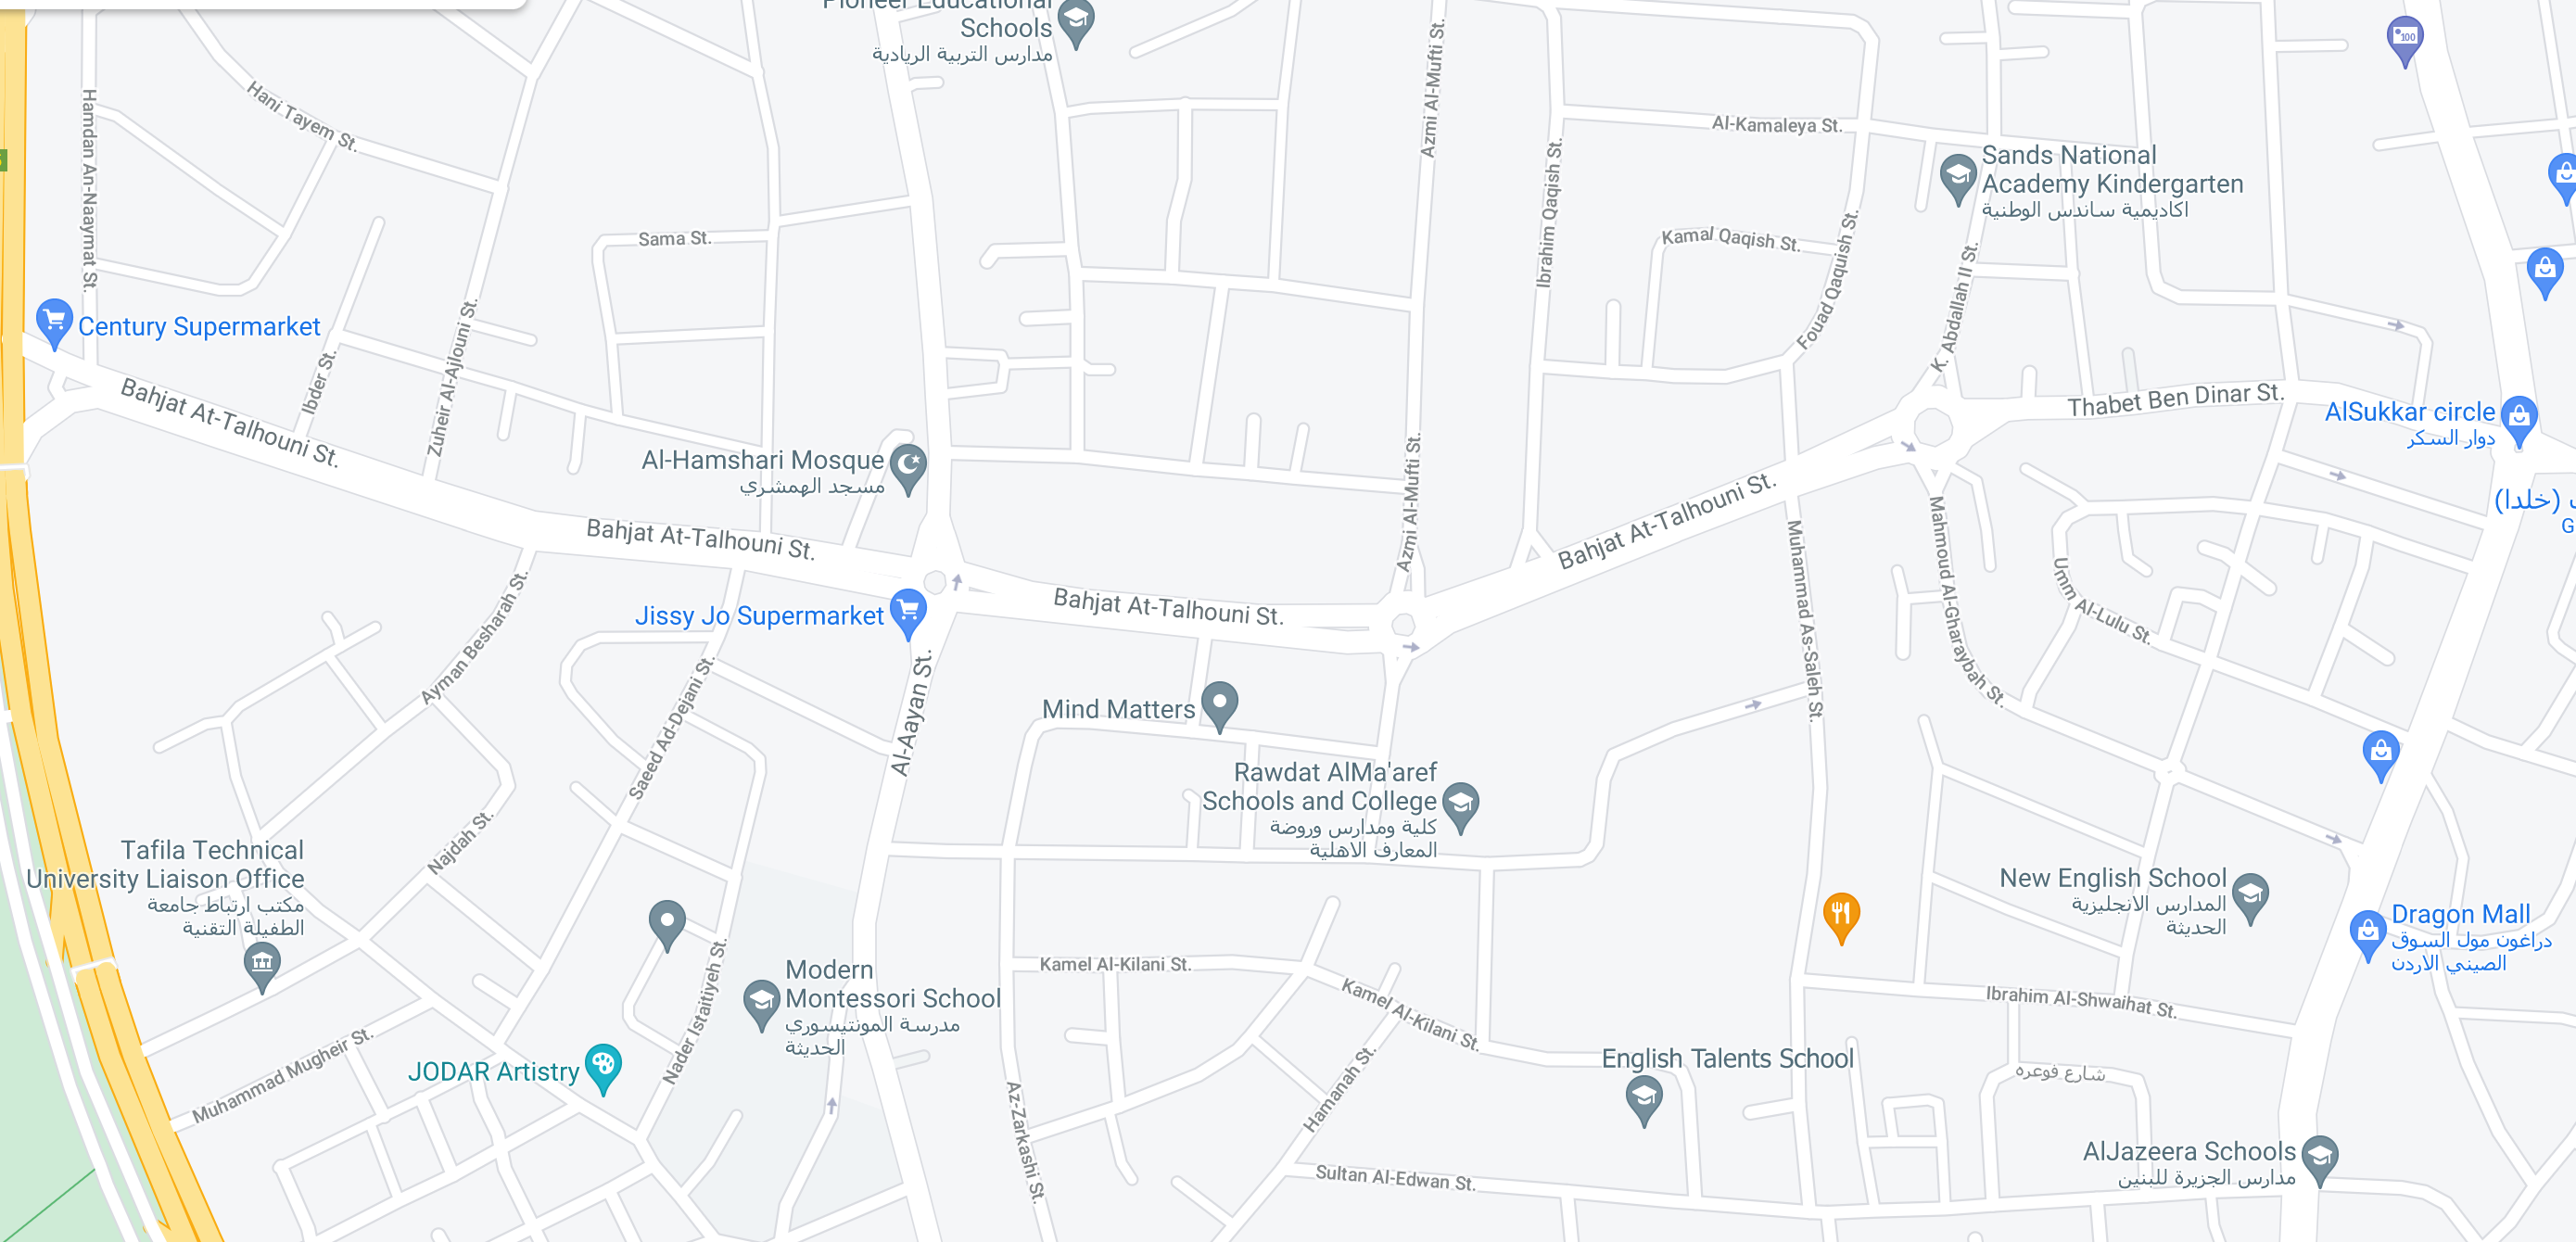 Pioneer Educational
Schools
مدارس التربية الريادية
100
Hamdan An-Naaymat St.
Hani Tayem St.
Azmi Al-Mufti St.
Al-Kamaleya St.
Ibrahim Qaqish St.
Sands National
Academy Kindergarten
اكاديمية ساندس الوطنية
Sama St.
Kamal Qaqish St.
Fouad Qaquish St.
K. Abdallah II St.
Century Supermarket
Ibder St.
Zuheir Al-Ajlouni St.
Bahjat At-Talhouni St.
Thabet Ben Dinar St.
AlSukkar circle
دوار السكر
Al-Hamshari Mosque
مسجد الهمشري
Azmi Al-Mufti St.
Bahjat At-Talhouni St.
(خلدا)
G
Bahjat At-Talhouni St.
Muhammad As-Saleh St.
Mahmoud Al-Gharaybah St.
Umm Al-Lulu St.
Jissy Jo Supermarket
Bahjat At-Talhouni St.
Ayman Besharah St.
Saeed Ad-Dejani St.
Al-Aayan St.
Mind Matters
Rawdat AlMa'aref
Schools and College
كلية ومدارس وروضة
المعارف الاهلية
Najdah St.
Tafila Technical
University Liaison Office
مكتب ارتباط جامعة
الطفيلة التقنية
New English School
المدارس الانجليزية
الحديثة
Dragon Mall
دراغون مول السوق
الصيني الاردن
Nader Istaitiyeh St.
Modern
Montessori School
مدرسة المونتيسوري
الحديثة
Kamel Al-Kilani St.
Kamel Al-Kilani St.
Ibrahim Al-Shwaihat St.
Muhammad Mugheir St.
JODAR Artistry
Hamanah St.
English Talents School
شارع فوعره
Az-Zarkashi St.
Sultan Al-Edwan St.
AlJazeera Schools
مدارس الجزيرة للبنين